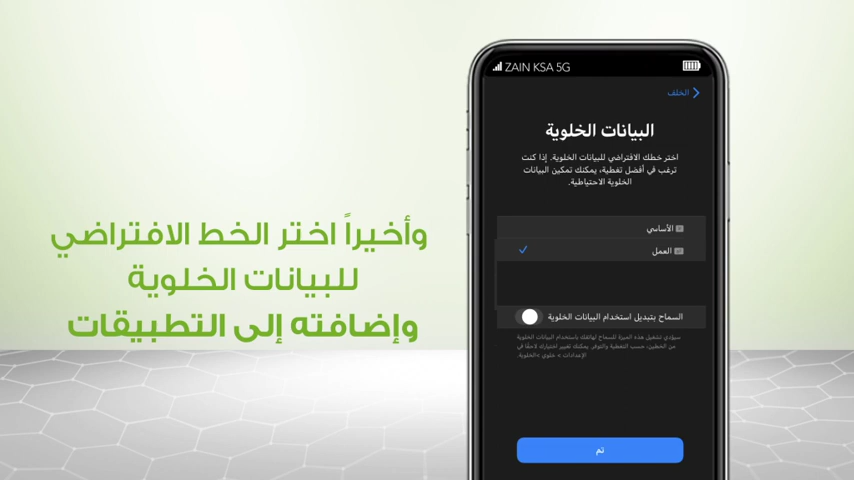 وأخيراً اختر الخط الافتراضي
للبيانات الخلوية
وإضافته إلى التطبيقات
ZAIN KSA 5G
الخلف
البيانات الخلوية
اختر خطك الافتراضي للبيانات الخلوية. إذا كنت
ترغب في أفضل تغطية، يمكنك تمكين البيانات
الخلوية الاحتياطية.
الأساسي
العمل
السماح بتبديل استخدام البيانات الخلوية
سيؤدي تشغيل هذه الميزة للسماح لهاتفك باستخدام البيانات الخلوية
من الخطين، حسب التغطية والتوفر. يمكنك تغيير اختيارك لاحقًا في
الإعدادات > خلوي >الخلوية.
تم